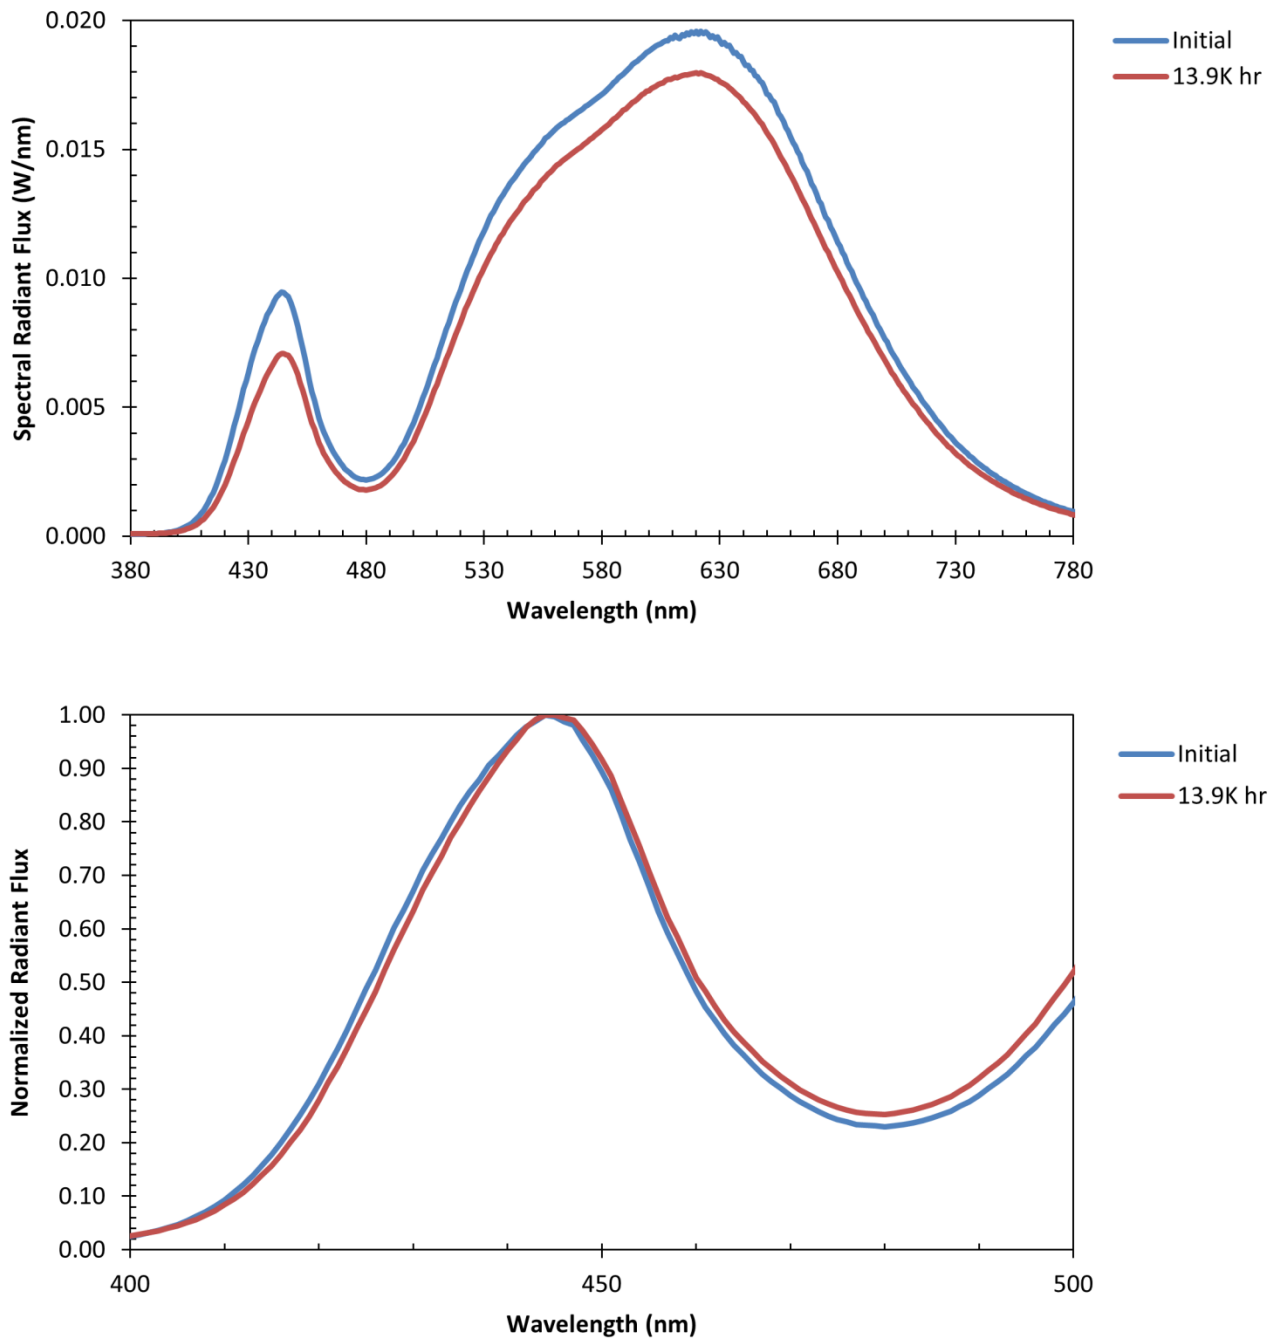 0.020
0.015
0.010
0.005
0.000
Spectral Radiant Flux (W/nm)
380 430 480 530 580 630 680 730 780
Wavelength (nm)
Initial
13.9K hr
1.00
0.90
0.80
0.70
0.60
0.50
0.40
0.30
0.20
0.10
0.00
Normalized Radiant Flux
400 450 500
Wavelength (nm)
Initial
13.9K hr